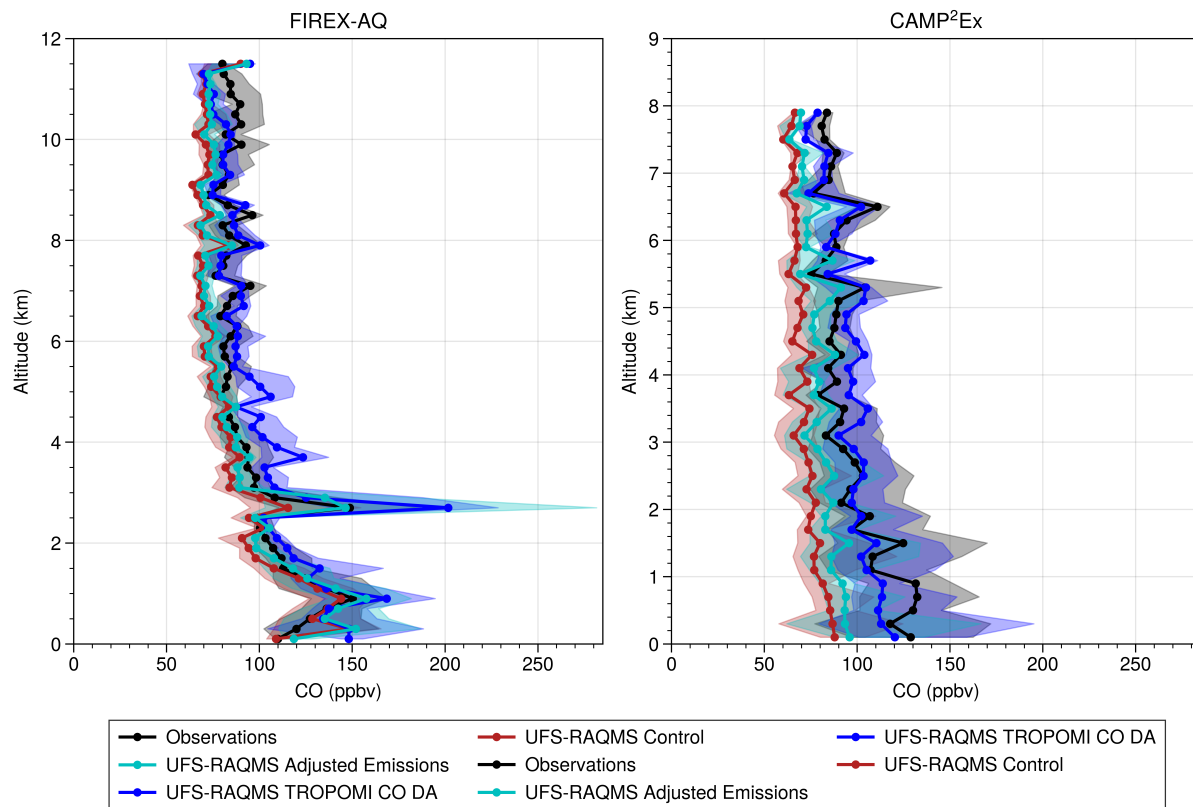 FIREX-AQ
12
10
8
6
4
2
0
Altitude (km)
0 50 100 150 200 250
CO (ppbv)
CAMP²Ex
9
8
7
6
5
4
3
2
1
0
Altitude (km)
0 50 100 150 200 250
CO (ppbv)
Observations UFS-RAQMS Control UFS-RAQMS TROPOMI CO DA
UFS-RAQMS Adjusted Emissions Observations UFS-RAQMS Control
UFS-RAQMS TROPOMI CO DA UFS-RAQMS Adjusted Emissions